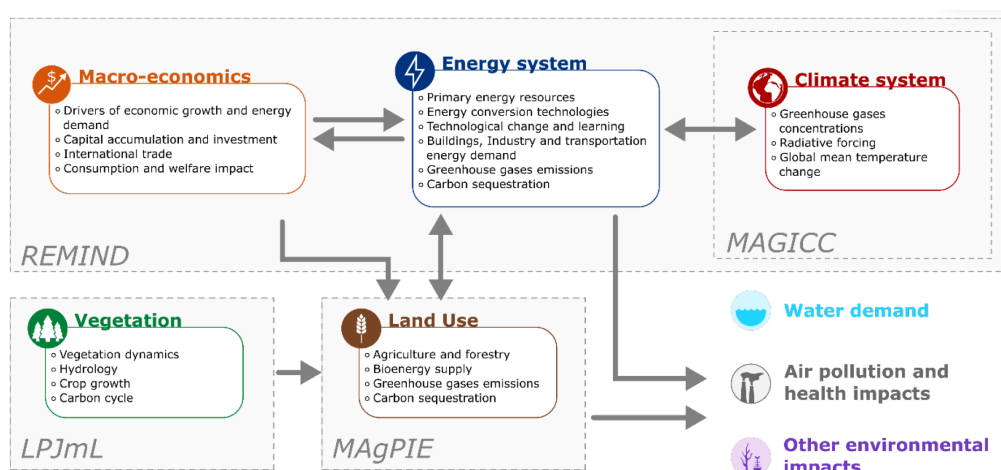 Macro-economics
◦ Drivers of economic growth and energy
demand
◦ Capital accumulation and investment
◦ International trade
◦ Consumption and welfare impact
Energy system
◦ Primary energy resources
◦ Energy conversion technologies
◦ Technological change and learning
◦ Buildings, Industry and transportation
energy demand
◦ Greenhouse gases emissions
◦ Carbon sequestration
Climate system
◦ Greenhouse gases
concentrations
◦ Radiative forcing
◦ Global mean temperature
change
REMIND
MAGICC
Vegetation
◦ Vegetation dynamics
◦ Hydrology
◦ Crop growth
◦ Carbon cycle
LPJmL
Land Use
◦ Agriculture and forestry
◦ Bioenergy supply
◦ Greenhouse gases emissions
◦ Carbon sequestration
MAgPIE
Water demand
Air pollution and
health impacts
Other environmental
impacts